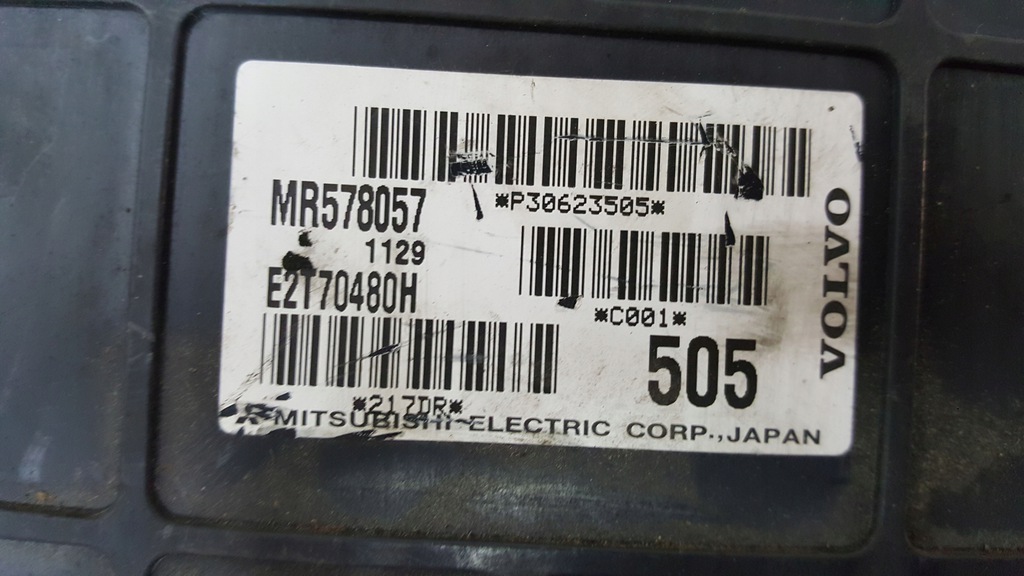 *P30623505*
MR578057
1129
E2T70480H
*C001*
505
*217DR*
MITSUBISHI ELECTRIC CORP.,JAPAN
VOLVO